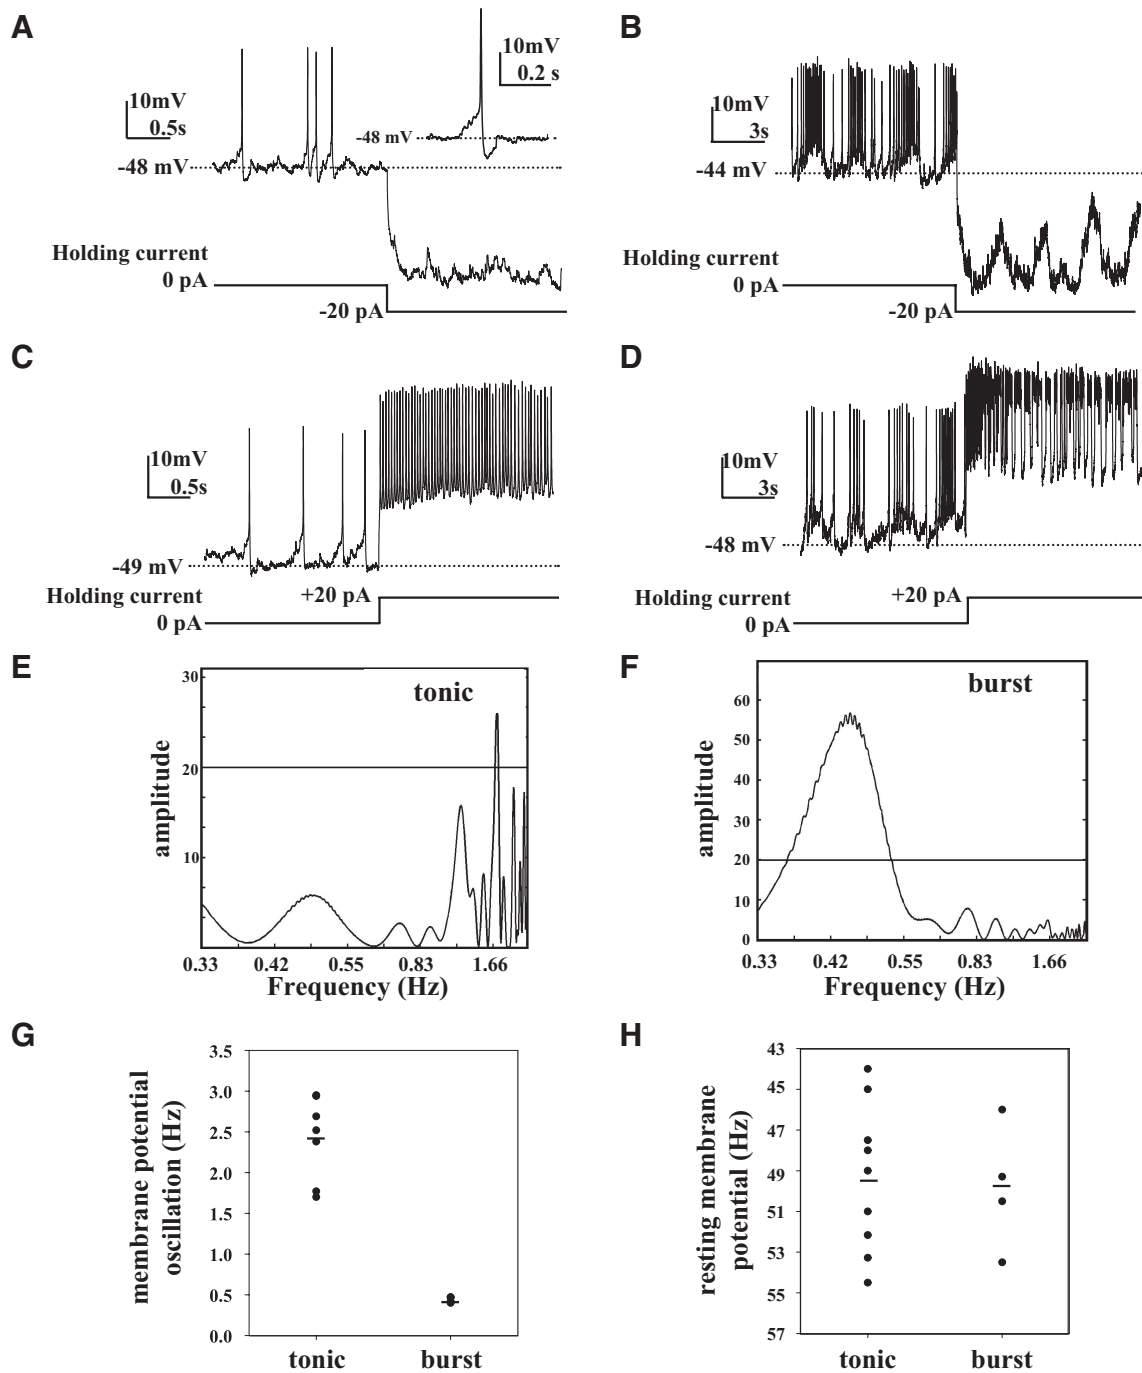 A
10mV
0.5s
10mV
0.2 s
-48 mV
-48 mV
Holding current
0 pA
-20 pA
B
10mV
3s
-44 mV
Holding current
0 pA
-20 pA
C
10mV
0.5s
-49 mV
Holding current
+20 pA
0 pA
D
10mV
3s
-48 mV
Holding current
+20 pA
0 pA
E
tonic
amplitude
30
20
10
0.33 0.42 0.55 0.83 1.66
Frequency (Hz)
F
burst
amplitude
60
50
40
30
20
10
0
0.33 0.42 0.55 0.83 1.66
Frequency (Hz)
G
membrane potential
oscillation (Hz)
3.5
3.0
2.5
2.0
1.5
1.0
0.5
0.0
tonic burst
H
resting membrane
potential (Hz)
43
45
47
49
51
53
55
57
tonic burst